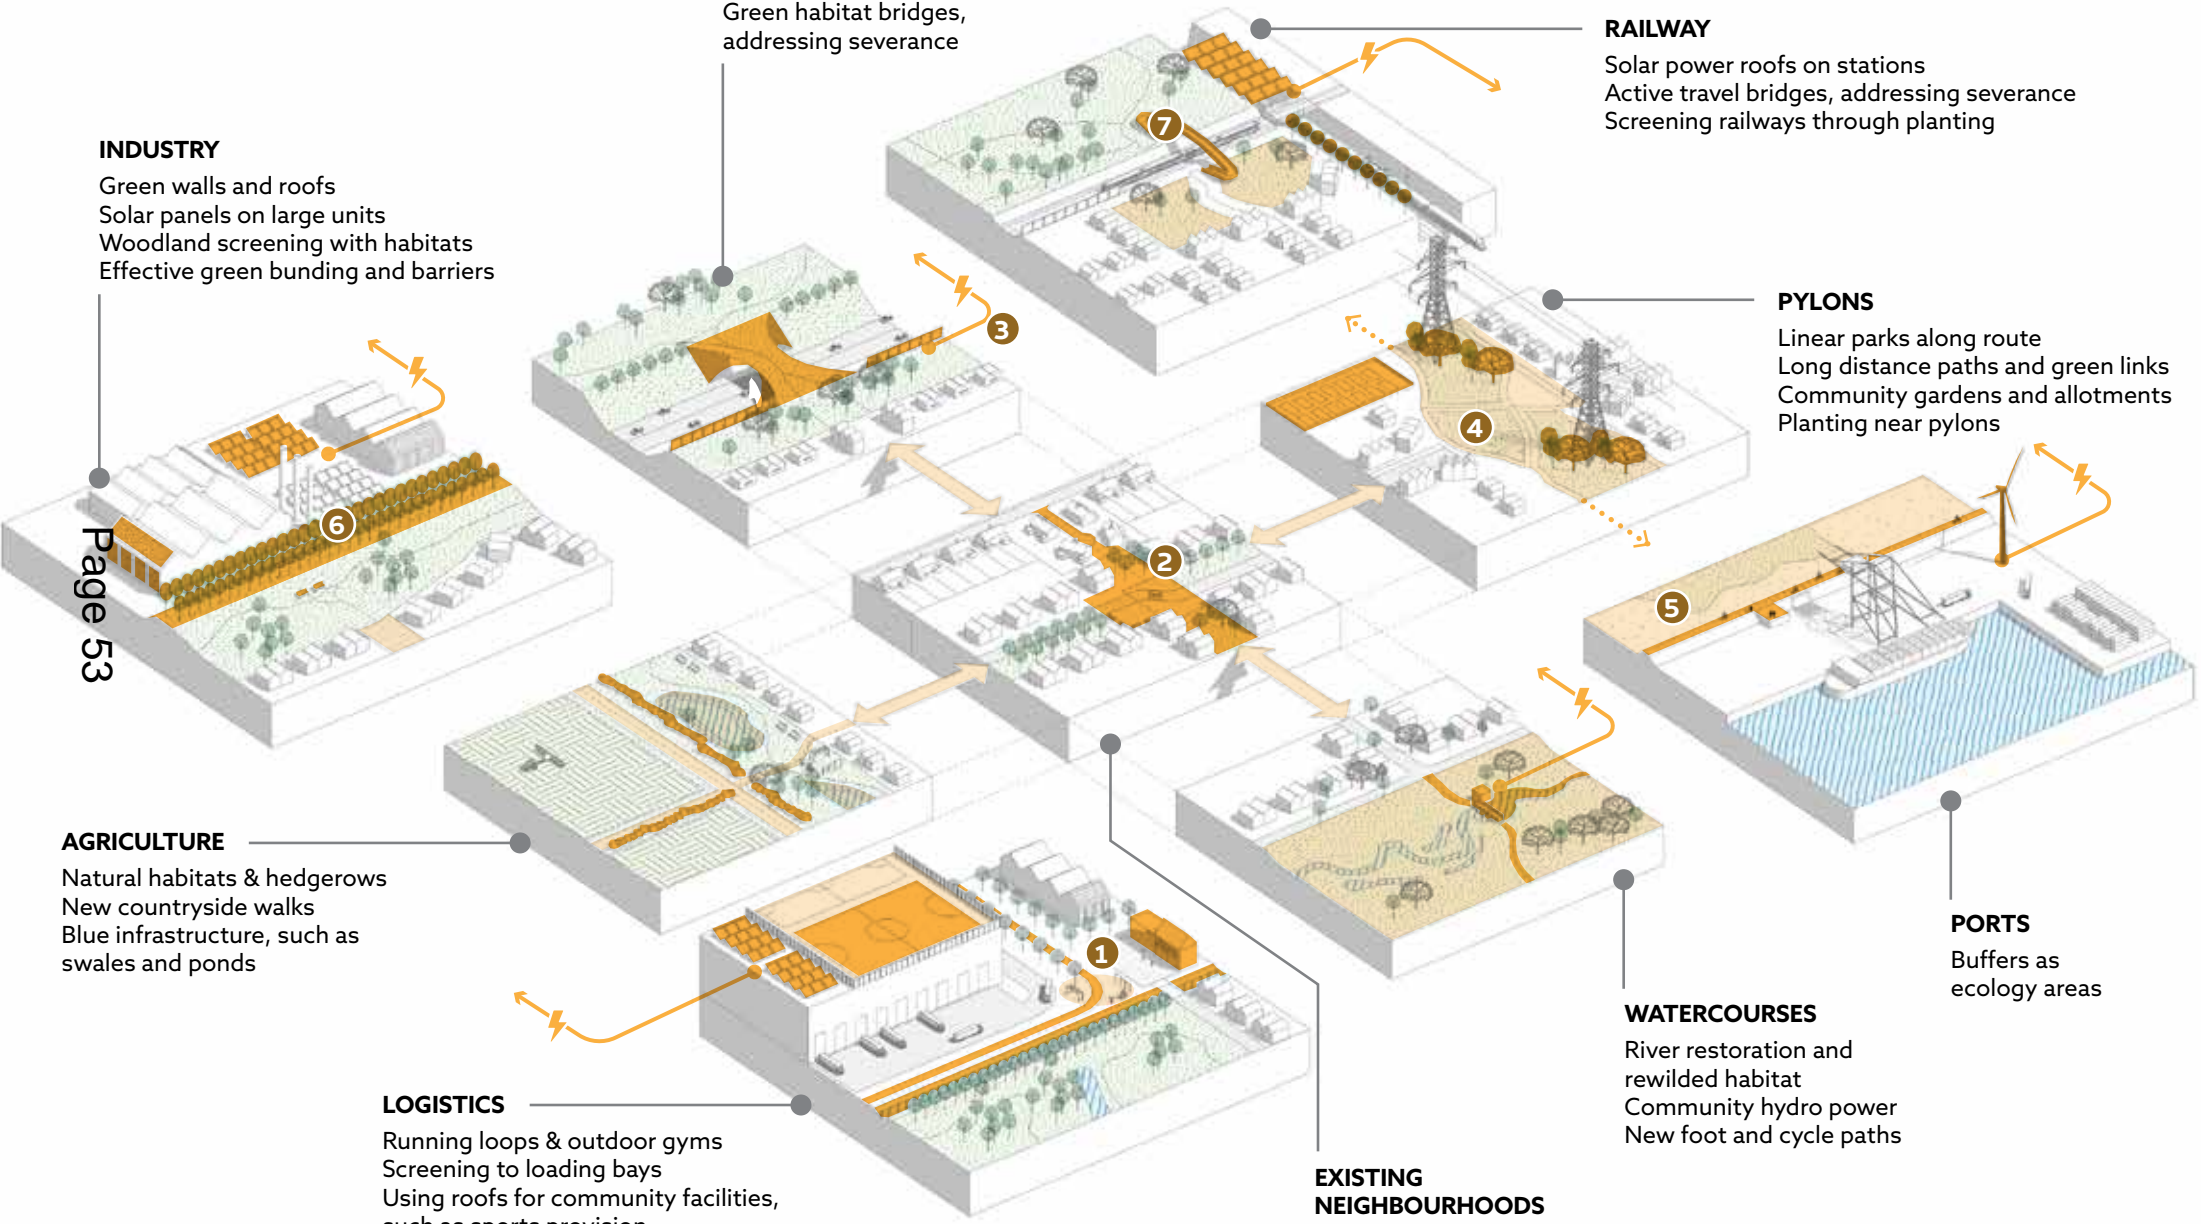 Green habitat bridges,
addressing severance
RAILWAY
Solar power roofs on stations
Active travel bridges, addressing severance
Screening railways through planting
INDUSTRY
Green walls and roofs
Solar panels on large units
Woodland screening with habitats
Effective green bunding and barriers
PYLONS
Linear parks along route
Long distance paths and green links
Community gardens and allotments
Planting near pylons
7
3
4
6
2
5
1
Page 53
AGRICULTURE
Natural habitats & hedgerows
New countryside walks
Blue infrastructure, such as
swales and ponds
PORTS
Buffers as
ecology areas
WATERCOURSES
River restoration and
rewilded habitat
Community hydro power
New foot and cycle paths
LOGISTICS
Running loops & outdoor gyms
Screening to loading bays
Using roofs for community facilities,
such as sports provision
EXISTING
NEIGHBOURHOODS